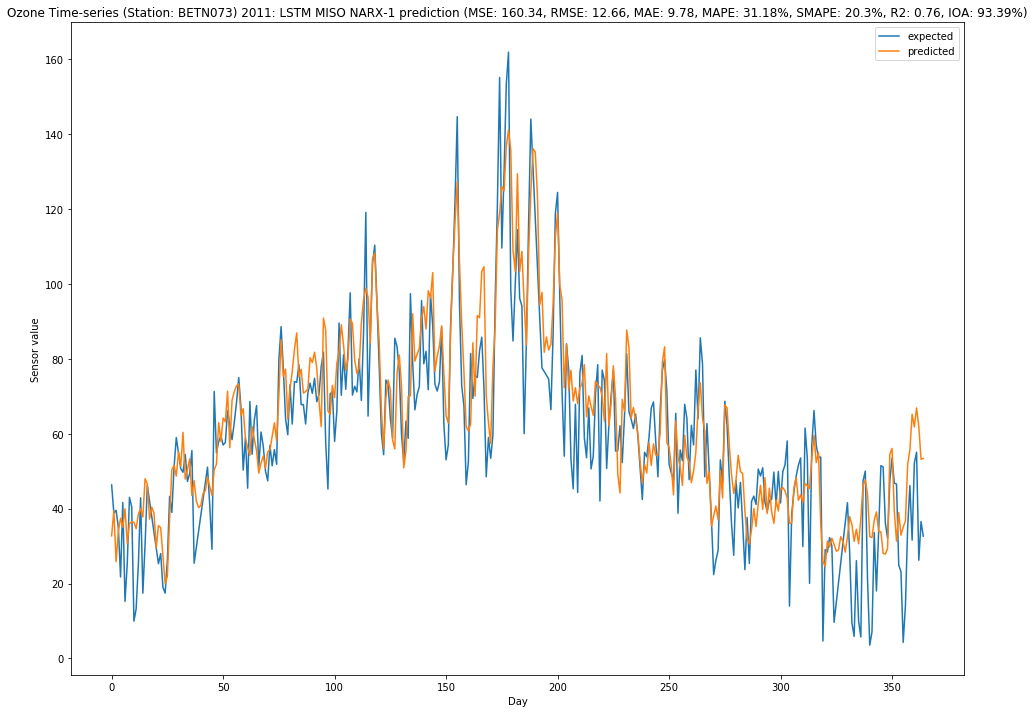 Ozone Time-series (Station: BETN073) 2011: LSTM MISO NARX-1 prediction (MSE: 160.34, RMSE: 12.66, MAE: 9.78, MAPE: 31.18%, SMAPE: 20.3%, R2: 0.76, IOA: 93.39%)
expected
predicted
160
140
120
100
80
60
40
20
0
Sensor value
0 50 100 150 200 250 300 350
Day